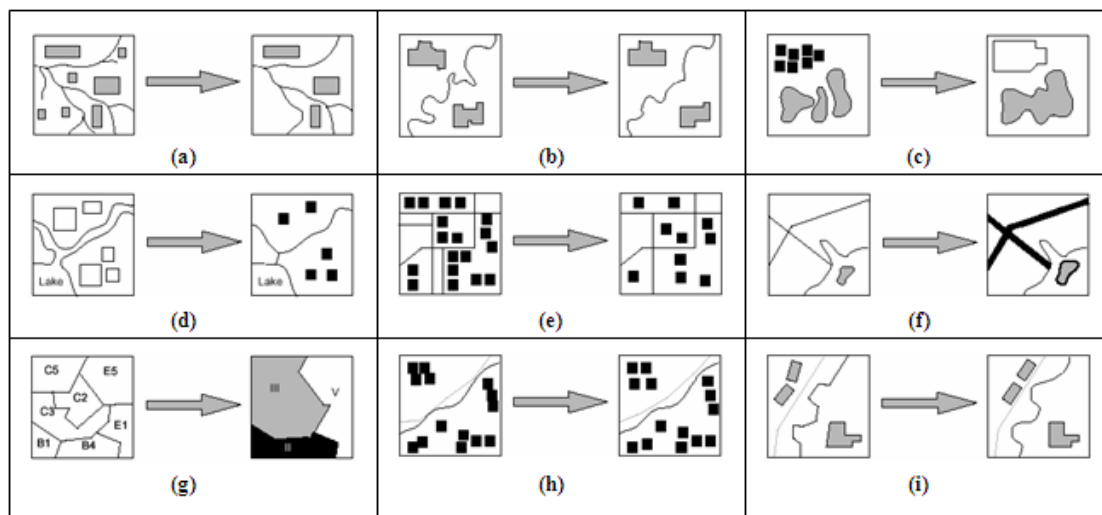 (a)
(b)
(c)
Lake
Lake
(d)
(e)
(f)
C5
E5
C2
C3
E1
B1
B4
III
V
II
(g)
(h)
(i)